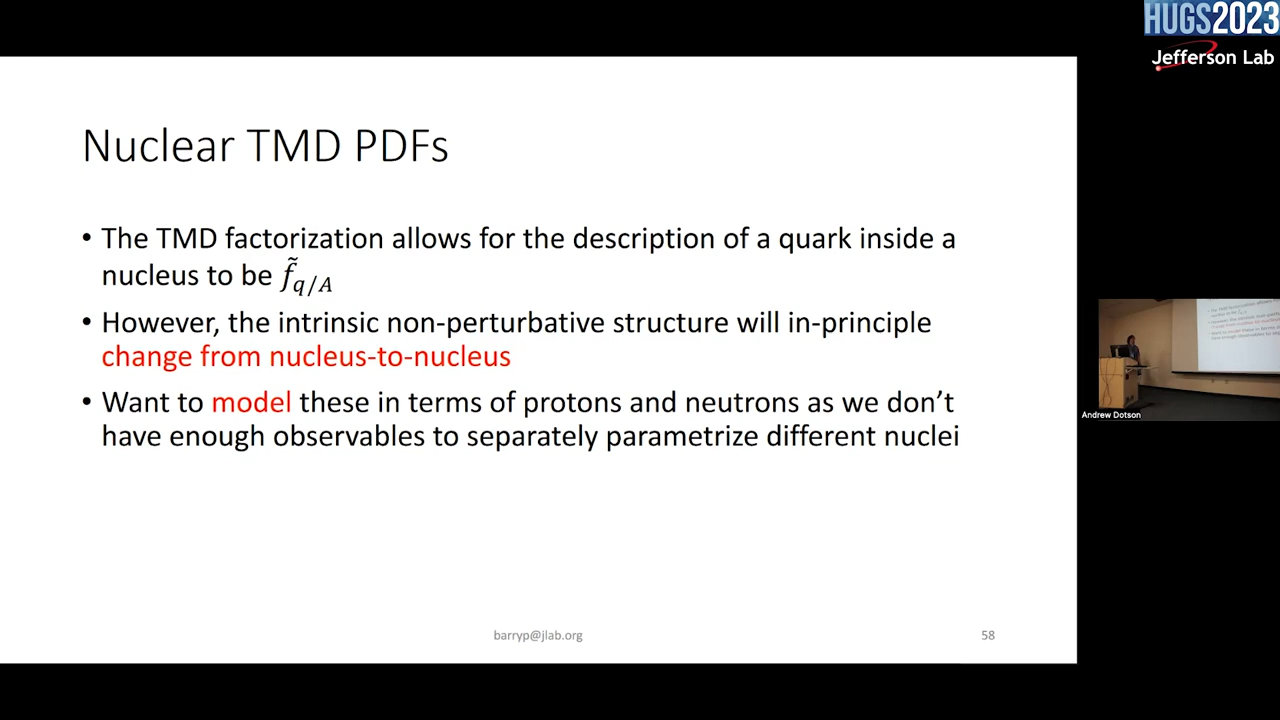 HUGS2023
Jefferson Lab
Nuclear TMD PDFs
• The TMD factorization allows for the description of a quark inside a
nucleus to be f̃_{q/A}
• However, the intrinsic non-perturbative structure will in-principle
change from nucleus-to-nucleus
• Want to model these in terms of protons and neutrons as we don't
have enough observables to separately parametrize different nuclei
Andrew Dotson
barryp@jlab.org
58